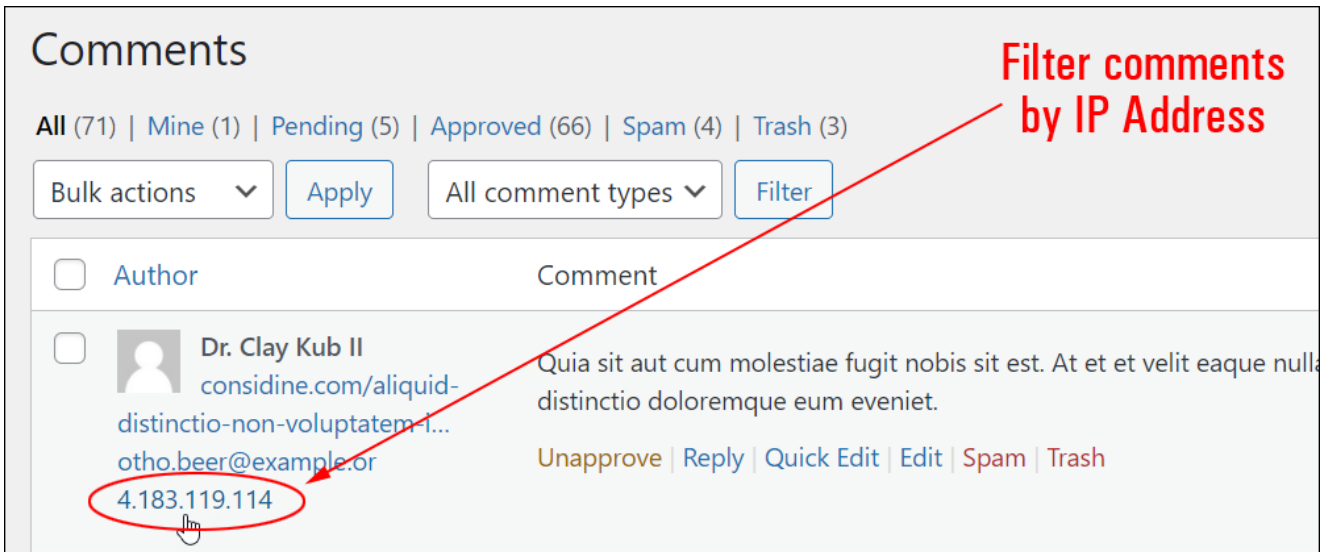 Comments
Filter comments
by IP Address
All (71) | Mine (1) | Pending (5) | Approved (66) | Spam (4) | Trash (3)
Bulk actions Apply All comment types Filter
Author Comment
Dr. Clay Kub II
considine.com/aliquid-
distinctio-non-voluptatem-i...
otho.beer@example.or
4.183.119.114
Quia sit aut cum molestiae fugit nobis sit est. At et et velit eaque nulla
distinctio doloremque eum eveniet.
Unapprove | Reply | Quick Edit | Edit | Spam | Trash